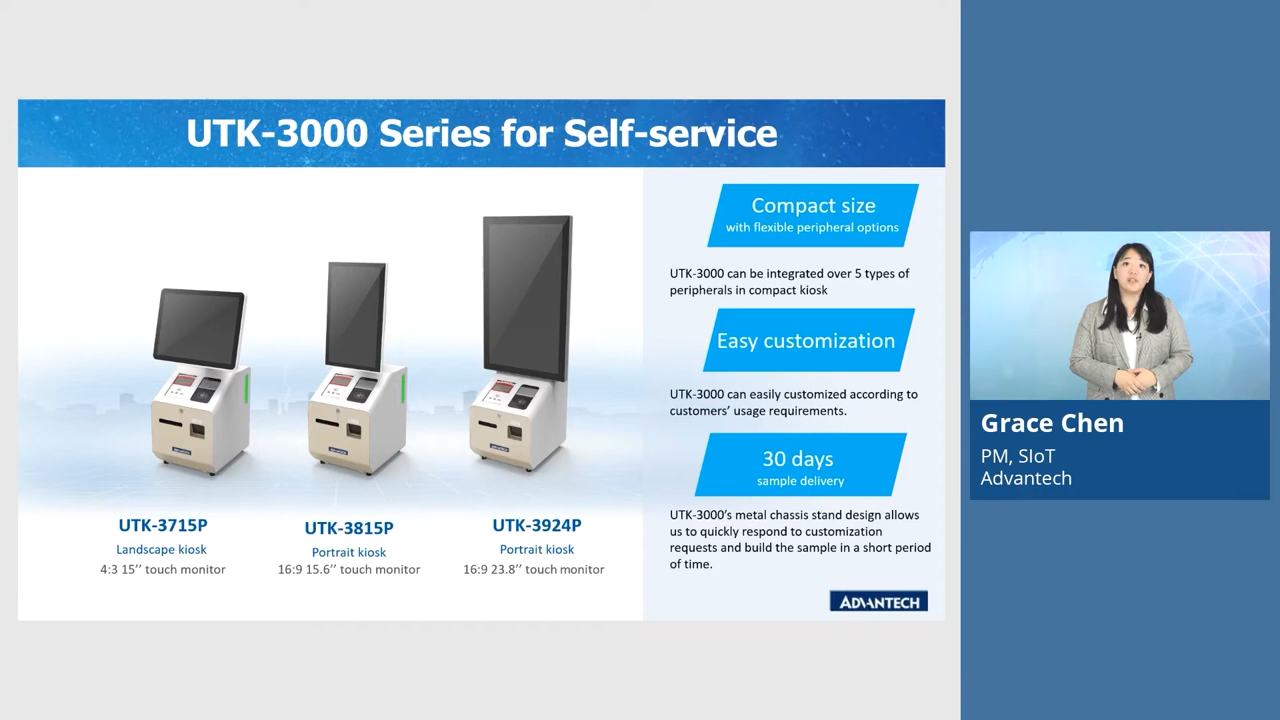 UTK-3000 Series for Self-service
UTK-3715P
Landscape kiosk
4:3 15’’ touch monitor
UTK-3815P
Portrait kiosk
16:9 15.6’’ touch monitor
UTK-3924P
Portrait kiosk
16:9 23.8’’ touch monitor
Compact size
with flexible peripheral options
UTK-3000 can be integrated over 5 types of
peripherals in compact kiosk
Easy customization
UTK-3000 can easily customized according to
customers’ usage requirements.
30 days
sample delivery
UTK-3000’s metal chassis stand design allows
us to quickly respond to customization
requests and build the sample in a short period
of time.
ADVANTECH
Grace Chen
PM, SIoT
Advantech